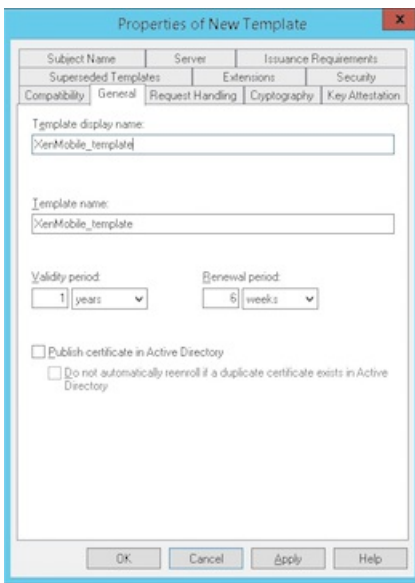 Properties of New Template
x
Subject Name Server Issuance Requirements
Superseded Templates Extensions Security
Compatibility General Request Handling Cryptography Key Attestation
Template display name:
XenMobile_template
Template name:
XenMobile_template
Validity period: Renewal period:
1 years 6 weeks
Publish certificate in Active Directory
Do not automatically reenroll if a duplicate certificate exists in Active
Directory
OK Cancel Apply Help